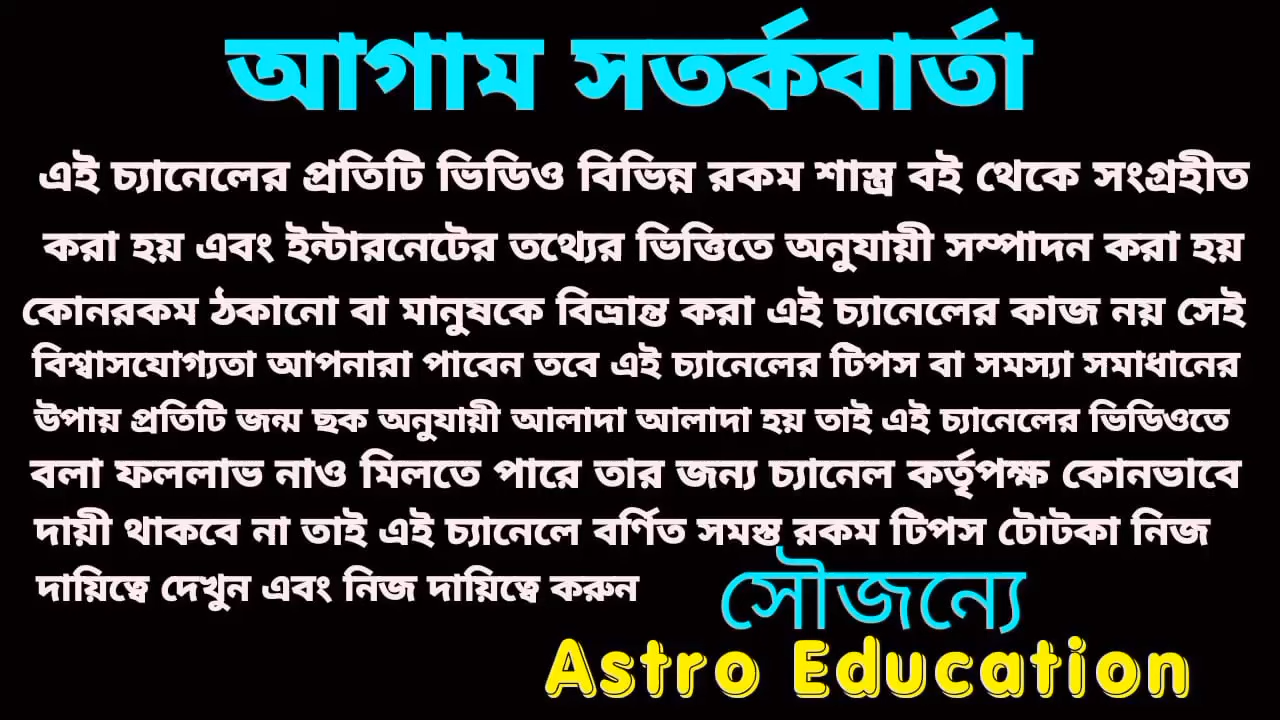 আগাম সতর্কবার্তা
এই চ্যানেলের প্রতিটি ভিডিও বিভিন্ন রকম শাস্ত্র বই থেকে সংগ্রহীত
করা হয় এবং ইন্টারনেটের তথ্যের ভিত্তিতে অনুযায়ী সম্পাদন করা হয়
কোনরকম ঠকানো বা মানুষকে বিভ্রান্ত করা এই চ্যানেলের কাজ নয় সেই
বিশ্বাসযোগ্যতা আপনারা পাবেন তবে এই চ্যানেলের টিপস বা সমস্যা সমাধানের
উপায় প্রতিটি জন্ম ছক অনুযায়ী আলাদা আলাদা হয় তাই এই চ্যানেলের ভিডিওতে
বলা ফললাভ নাও মিলতে পারে তার জন্য চ্যানেল কর্তৃপক্ষ কোনভাবে
দায়ী থাকবে না তাই এই চ্যানেলে বর্ণিত সমস্ত রকম টিপস টোটকা নিজ
দায়িত্বে দেখুন এবং নিজ দায়িত্বে করুন
সৌজন্যে
Astro Education